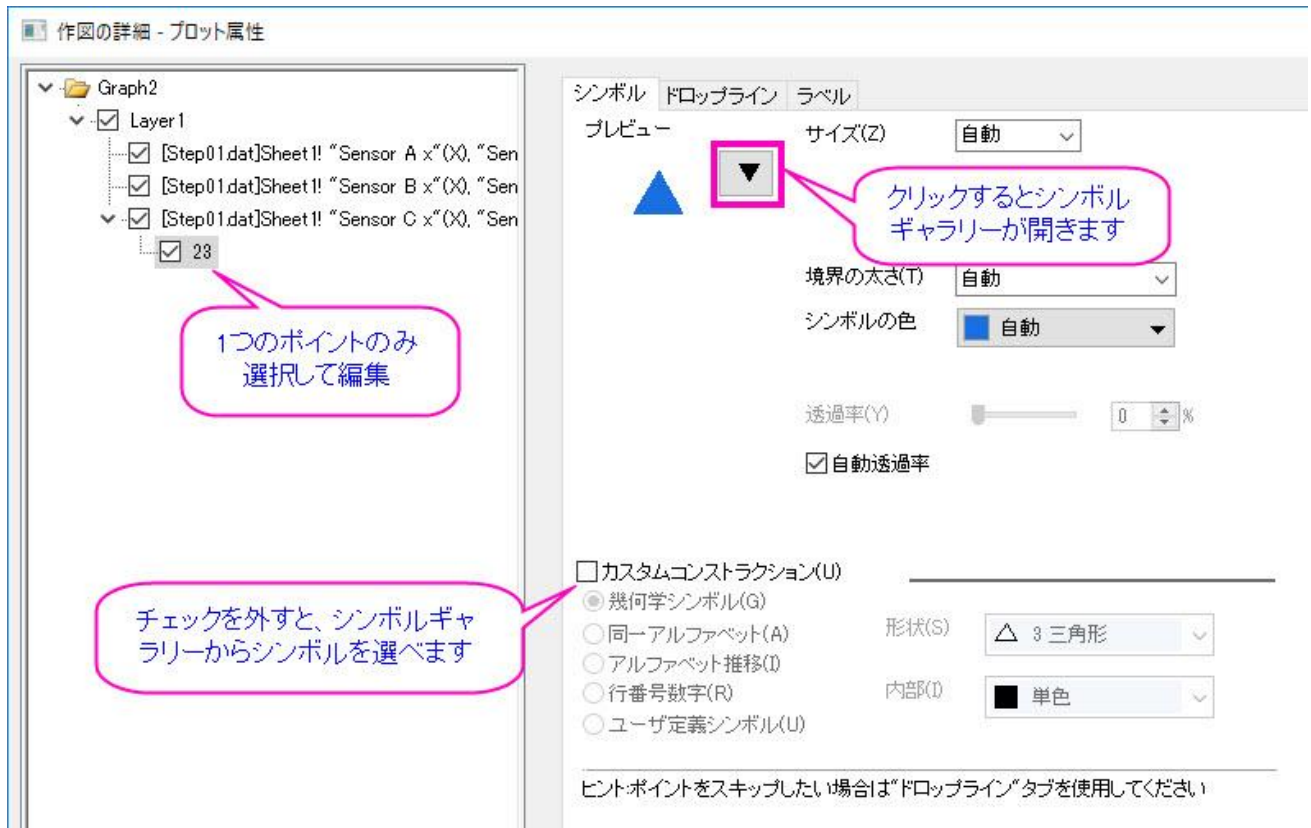 作図の詳細 - プロット属性
Graph2
Layer1
[Step01.dat]Sheet1! "Sensor A x"(X), "Sen
[Step01.dat]Sheet1! "Sensor B x"(X), "Sen
[Step01.dat]Sheet1! "Sensor C x"(X), "Sen
23
1つのポイントのみ
選択して編集
シンボル ドロップライン ラベル
プレビュー
サイズ(Z) 自動
クリックするとシンボル
ギャラリーが開きます
境界の太さ(T) 自動
シンボルの色 自動
透過率(Y) 0 %
自動透過率
カスタムコンストラクション(U)
チェックを外すと、シンボルギャ
ラリーからシンボルを選べます
幾何学シンボル(G)
同一アルファベット(A)
アルファベット推移(I)
行番号数字(R)
ユーザ定義シンボル(U)
形状(S) 3 三角形
内部(I) 単色
ヒント:ポイントをスキップしたい場合は"ドロップライン"タブを使用してください